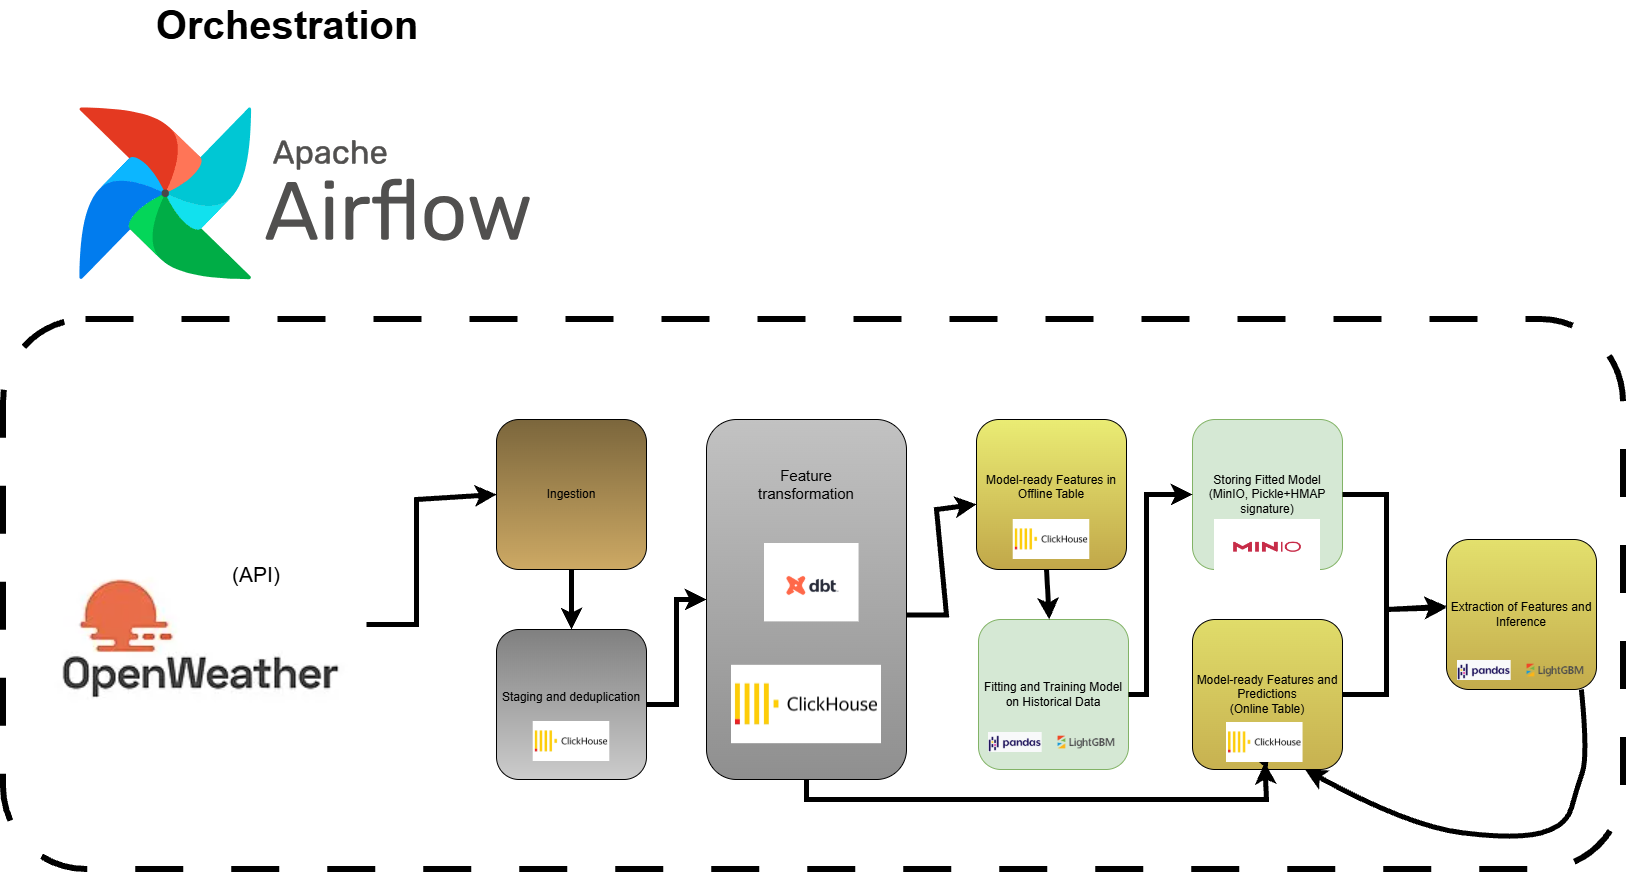 Orchestration
Apache
Airflow
(API)
OpenWeather
Ingestion
Staging and deduplication
ClickHouse
Feature
transformation
dbt
ClickHouse
Model-ready Features in
Offline Table
ClickHouse
Fitting and Training Model
on Historical Data
pandas
LightGBM
Storing Fitted Model
(MinIO, Pickle+HMAP
signature)
MINIO
Model-ready Features and
Predictions
(Online Table)
ClickHouse
Extraction of Features and
Inference
pandas
LightGBM